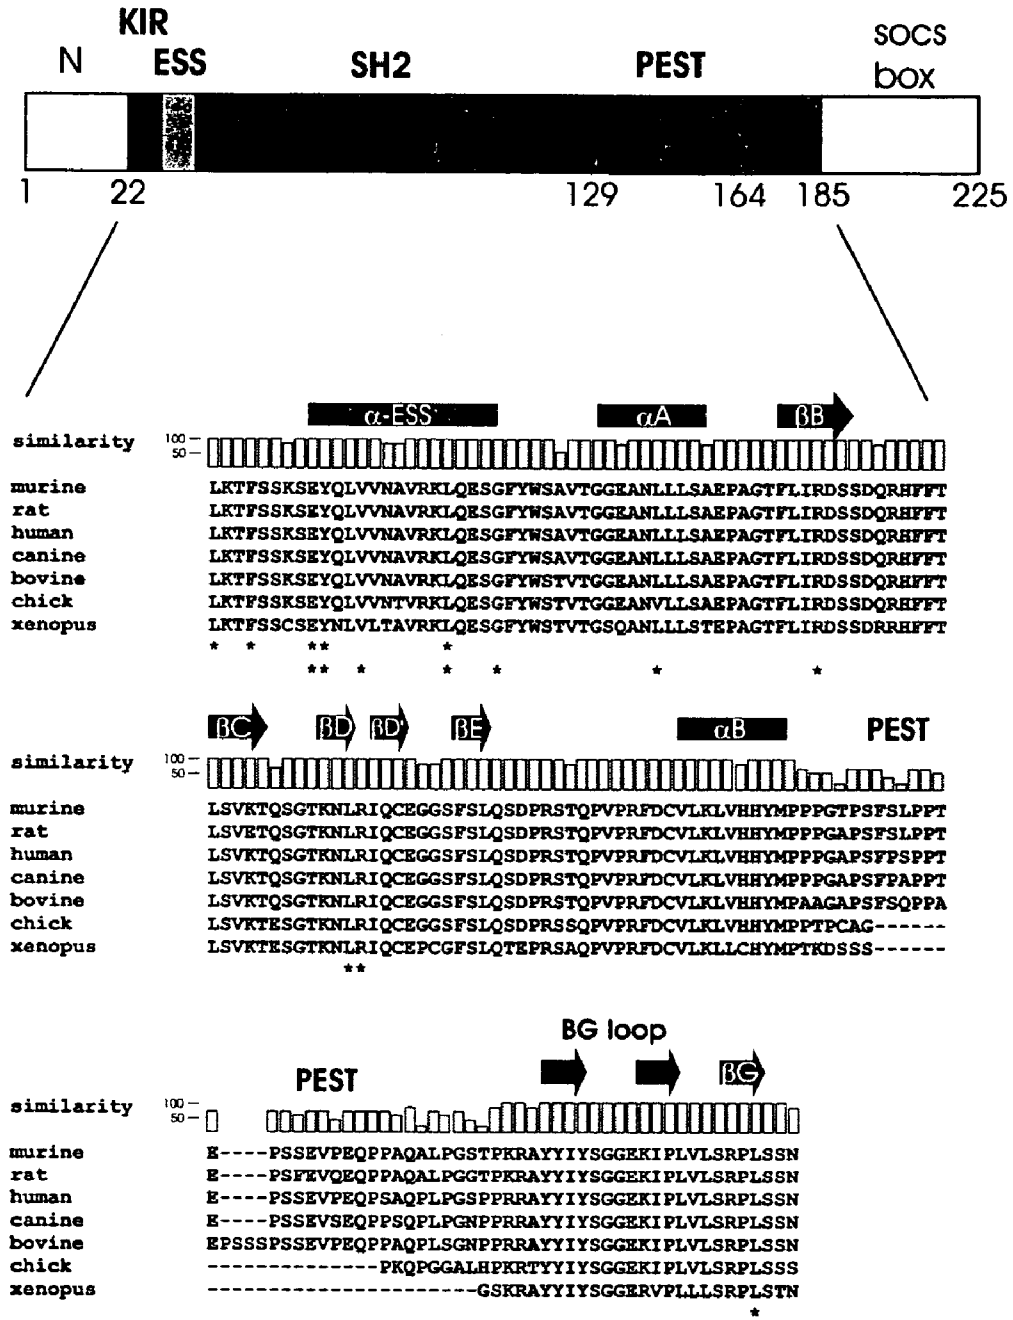 KIR
N ESS SH2 PEST SOCS box
1 22 129 164 185 225
α-ESS αA βB
similarity 100 50
murine LKTFSSKSEYQLVVNAVRKLQESGFYWSAVTGGEANLLLSAEPAGTFLIRDSSDQRHFFT
rat LKTFSSKSEYQLVVNAVRKLQESGFYWSAVTGGEANLLLSAEPAGTFLIRDSSDQRHFFT
human LKTFSSKSEYQLVVNAVRKLQESGFYWSAVTGGEANLLLSAEPAGTFLIRDSSDQRHFFT
canine LKTFSSKSEYQLVVNAVRKLQESGFYWSAVTGGEANLLLSAEPAGTFLIRDSSDQRHFFT
bovine LKTFSSKSEYQLVVNAVRKLQESGFYWSTVTGGEANLLLSAEPAGTFLIRDSSDQRHFFT
chick LKTFSSKSEYQLVVNTVRKLQESGFYWSTVTGGEANVLLSAEPAGTFLIRDSSDQRHFFT
xenopus LKTFSSCSEYNLVLTAVRKLQESGFYWSTVTGSQANLLLSTEPAGTFLIRDSSDRRHFFT
* * ** *
** * * * * *
βC βD βD' βE αB PEST
similarity 100 50
murine LSVKTQSGTKNLRIQCEGGSFSLQSDPRSTQPVPRFDCVLKLVHHYMPPPGTPSFSLPPT
rat LSVETQSGTKNLRIQCEGGSFSLQSDPRSTQPVPRFDCVLKLVHHYMPPPGAPSFSLPPT
human LSVKTQSGTKNLRIQCEGGSFSLQSDPRSTQPVPRFDCVLKLVHHYMPPPGAPSFPSPPT
canine LSVKTQSGTKNLRIQCEGGSFSLQSDPRSTQPVPRFDCVLKLVHHYMPPPGAPSFPAPPT
bovine LSVKTQSGTKNLRIQCEGGSFSLQSDPRSTQPVPRFDCVLKLVHHYMPAAGAPSFSQPPA
chick LSVKTESGTKNLRIQCEGGSFSLQSDPRSSQPVPRFDCVLKLVHHYMPPTPCAG------
xenopus LSVKTESGTKNLRIQCEPCGFSLQTEPRSAQPVPRFDCVLKLLCHYMPTKDSSS------
**
BG loop
PEST βG
similarity 100 50
murine E----PSSEVPEQPPAQALPGSTPKRAYYIYSGGEKIPLVLSRPLSSN
rat E----PSFEVQEQPPAQALPGGTPKRAYYIYSGGEKIPLVLSRPLSSN
human E----PSSEVPEQPSAQPLPGSPPRRAYYIYSGGEKIPLVLSRPLSSN
canine E----PSSEVSEQPPSQPLPGNPPRRAYYIYSGGEKIPLVLSRPLSSN
bovine EPSSSPSSEVPEQPPAQPLSGNPPRRAYYIYSGGEKIPLVLSRPLSSN
chick --------------PKQPGGALHPKRTYYIYSGGEKIPLVLSRPLSSS
xenopus ----------------------GSKRAYYIYSGGERVPLLLSRPLSTN
*